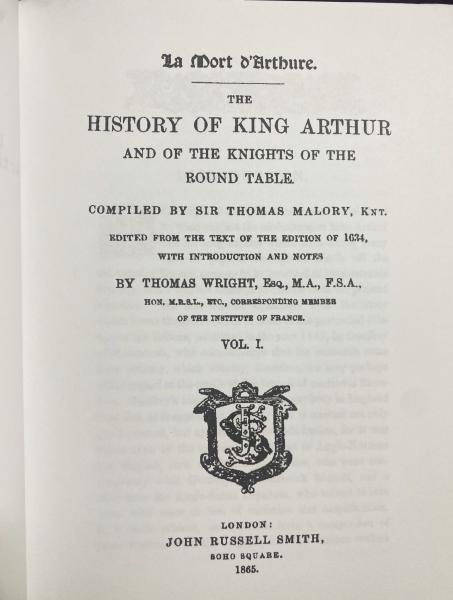 La Mort d'Arthure.
THE
HISTORY OF KING ARTHUR
AND OF THE KNIGHTS OF THE
ROUND TABLE.
COMPILED BY SIR THOMAS MALORY, KNT.
EDITED FROM THE TEXT OF THE EDITION OF 1634,
WITH INTRODUCTION AND NOTES
BY THOMAS WRIGHT, ESQ., M.A., F.S.A.,
HON. M.R.S.L., ETC., CORRESPONDING MEMBER
OF THE INSTITUTE OF FRANCE.
VOL. I.
LONDON:
JOHN RUSSELL SMITH,
SOHO SQUARE.
1865.